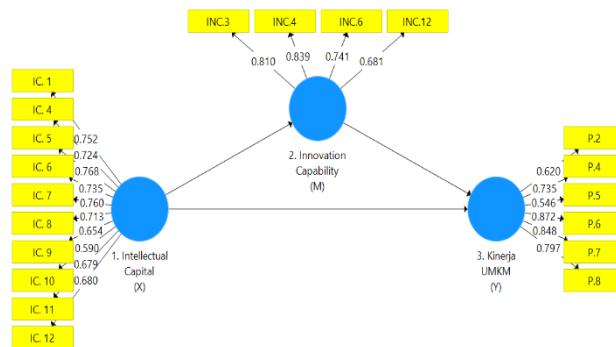 INC.3
INC.4
INC.6
INC.12
0.810
0.839
0.741
0.681
2. Innovation
Capability
(M)
IC. 1
IC. 4
IC. 5
IC. 6
IC. 7
IC. 8
IC. 9
IC. 10
IC. 11
IC. 12
0.752
0.724
0.768
0.735
0.760
0.713
0.654
0.590
0.679
0.680
1. Intellectual
Capital
(X)
3. Kinerja
UMKM
(Y)
0.620
0.735
0.546
0.872
0.848
0.797
P.2
P.4
P.5
P.6
P.7
P.8